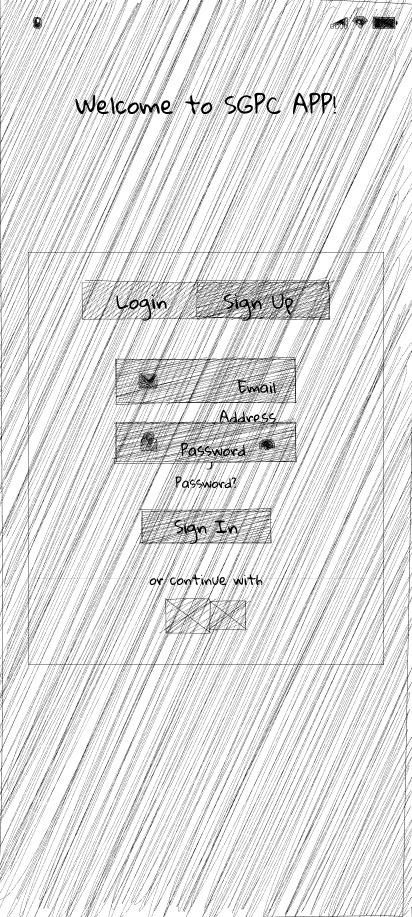 Welcome to SGPC APP!
Login Sign Up
Email
Address
Password
Password?
Sign In
or continue with